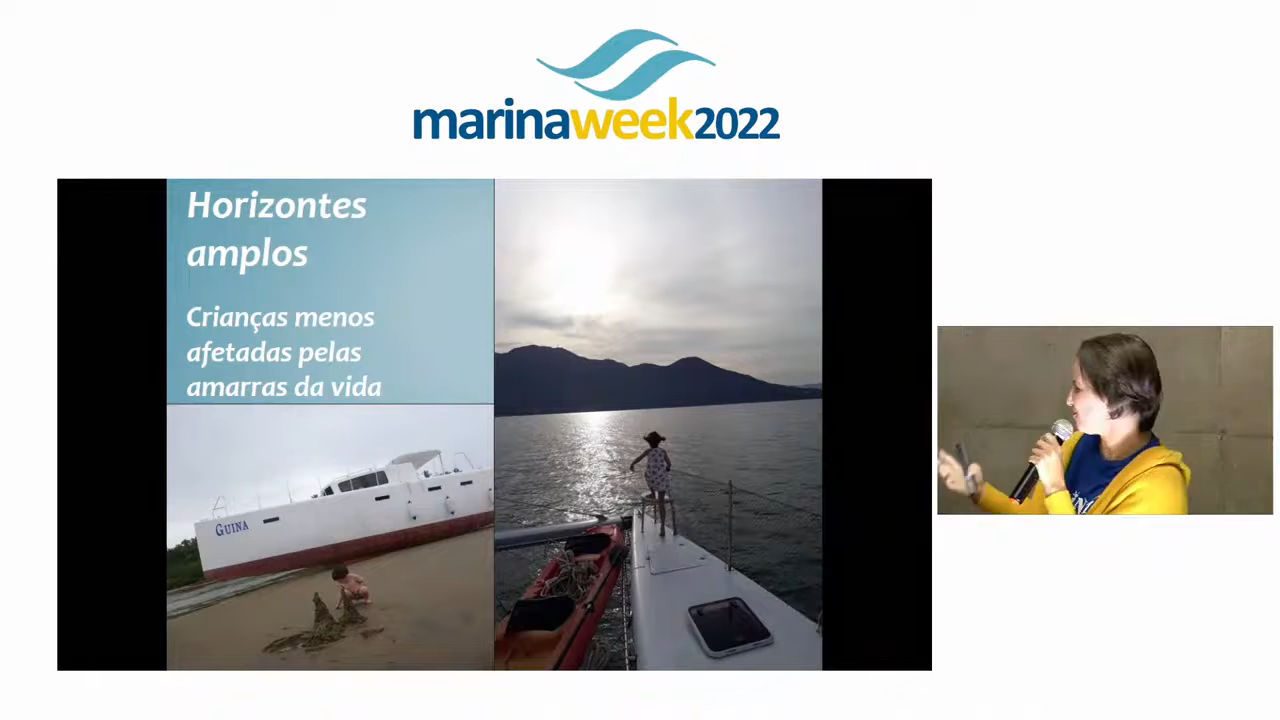 marinaweek2022
Horizontes
amplos
Crianças menos
afetadas pelas
amarras da vida
GUINA